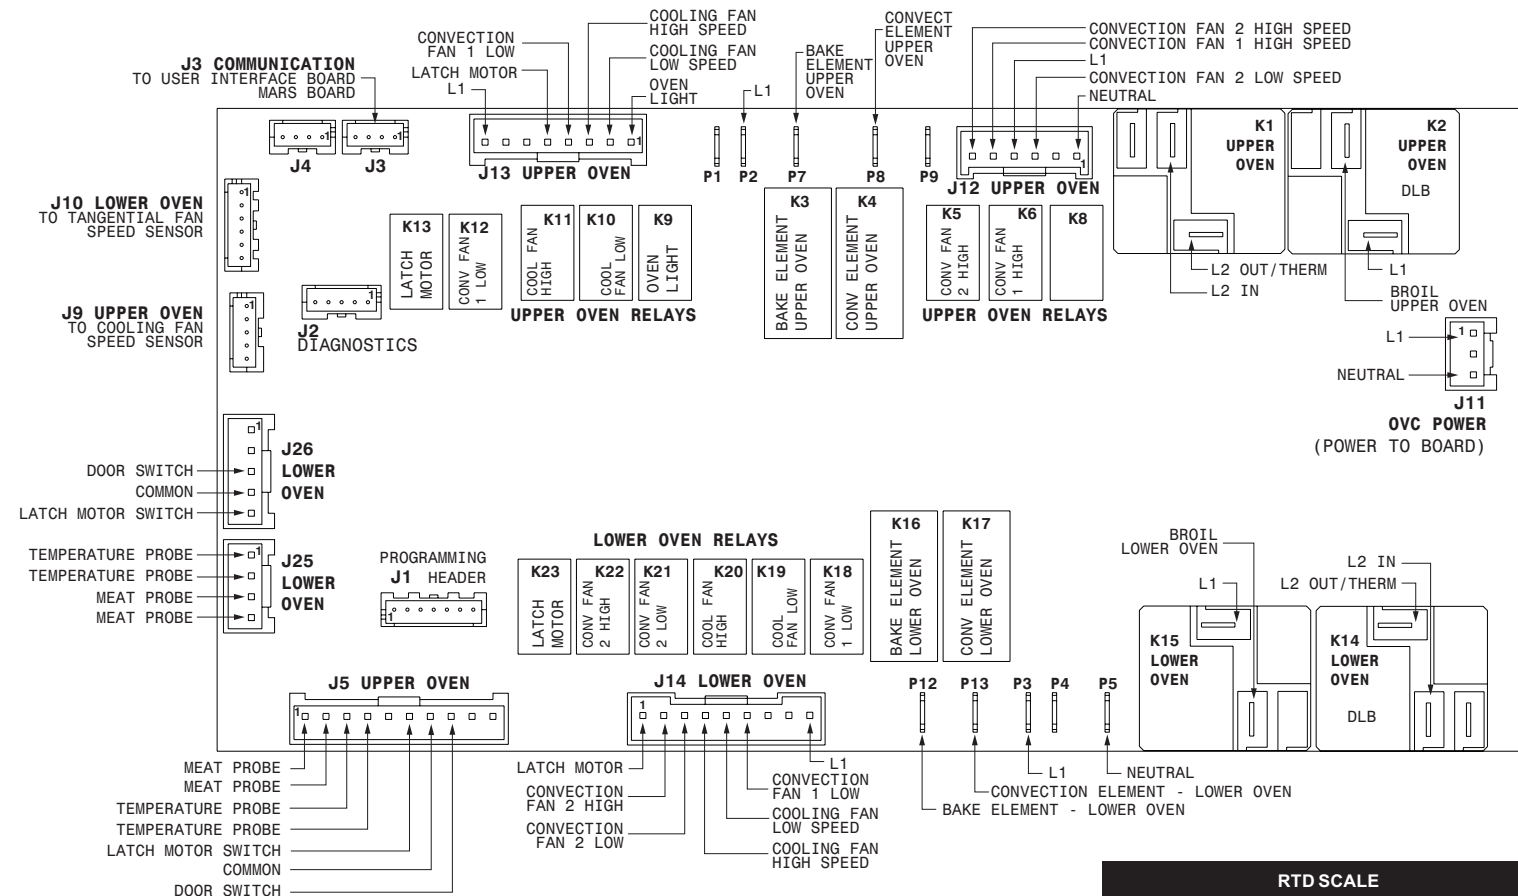 COOLING FAN
HIGH SPEED
CONVECTION
FAN 1 LOW
COOLING FAN
LOW SPEED
LATCH MOTOR
L1
OVEN
LIGHT
J3 COMMUNICATION
TO USER INTERFACE BOARD
MARS BOARD
L1
BAKE
ELEMENT
UPPER
OVEN
CONVECT
ELEMENT
UPPER
OVEN
CONVECTION FAN 2 HIGH SPEED
CONVECTION FAN 1 HIGH SPEED
L1
CONVECTION FAN 2 LOW SPEED
NEUTRAL
1
J4
1
J3
1
J13 UPPER OVEN
P1
P2
P7
P8
P9
1
J12 UPPER OVEN
K1
UPPER
OVEN
K2
UPPER
OVEN
DLB
J10 LOWER OVEN
TO TANGENTIAL FAN
SPEED SENSOR
1
K13
LATCH
MOTOR
K12
CONV FAN
1 LOW
K11
COOL FAN
HIGH
K10
COOL
FAN LOW
K9
OVEN
LIGHT
UPPER OVEN RELAYS
K3
BAKE ELEMENT
UPPER OVEN
K4
CONV ELEMENT
UPPER OVEN
K5
CONV FAN
2 HIGH
K6
CONV FAN
1 HIGH
K8
UPPER OVEN RELAYS
L2 OUT/THERM
L2 IN
L1
BROIL
UPPER OVEN
J9 UPPER OVEN
TO COOLING FAN
SPEED SENSOR
1
1
J2
DIAGNOSTICS
L1
1
NEUTRAL
J11
OVC POWER
(POWER TO BOARD)
1
J26
LOWER
OVEN
DOOR SWITCH
COMMON
LATCH MOTOR SWITCH
TEMPERATURE PROBE
TEMPERATURE PROBE
MEAT PROBE
MEAT PROBE
1
J25
LOWER
OVEN
PROGRAMMING
J1 HEADER
1
LOWER OVEN RELAYS
K23
LATCH
MOTOR
K22
CONV FAN
2 HIGH
K21
CONV FAN
2 LOW
K20
COOL FAN
HIGH
K19
COOL
FAN LOW
K18
CONV FAN
1 LOW
K16
BAKE ELEMENT
LOWER OVEN
K17
CONV ELEMENT
LOWER OVEN
BROIL
LOWER OVEN
L1
L2 IN
L2 OUT/THERM
K15
LOWER
OVEN
K14
LOWER
OVEN
DLB
J5 UPPER OVEN
1
J14 LOWER OVEN
1
P12
P13
P3
P4
P5
MEAT PROBE
MEAT PROBE
TEMPERATURE PROBE
TEMPERATURE PROBE
LATCH MOTOR SWITCH
COMMON
DOOR SWITCH
LATCH MOTOR
CONVECTION
FAN 2 HIGH
CONVECTION
FAN 2 LOW
L1
CONVECTION
FAN 1 LOW
COOLING FAN
LOW SPEED
COOLING FAN
HIGH SPEED
L1
NEUTRAL
CONVECTION ELEMENT - LOWER OVEN
BAKE ELEMENT - LOWER OVEN
RTD SCALE